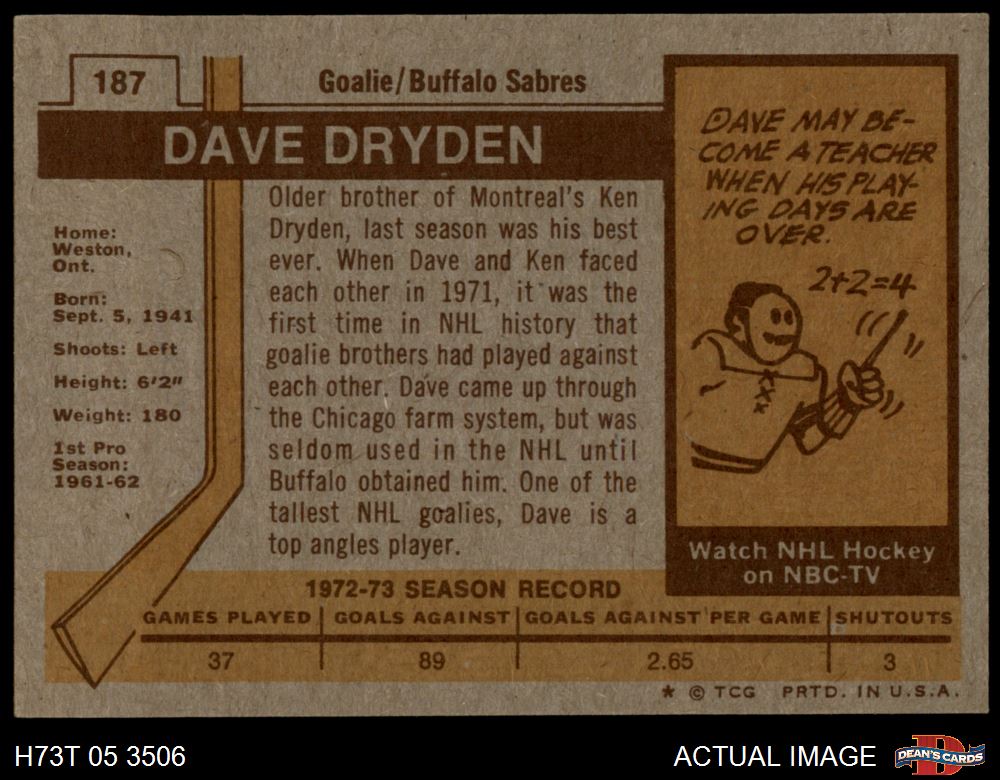 187
Goalie/Buffalo Sabres
DAVE DRYDEN
Home:
Weston,
Ont.
Born:
Sept. 5, 1941
Shoots: Left
Height: 6'2"
Weight: 180
1st Pro
Season:
1961-62
Older brother of Montreal's Ken
Dryden, last season was his best
ever. When Dave and Ken faced
each other in 1971, it was the
first time in NHL history that
goalie brothers had played against
each other. Dave came up through
the Chicago farm system, but was
seldom used in the NHL until
Buffalo obtained him. One of the
tallest NHL goalies, Dave is a
top angles player.
DAVE MAY BE-
COME A TEACHER
WHEN HIS PLAY-
ING DAYS ARE
OVER.
2+2=4
Watch NHL Hockey
on NBC-TV
1972-73 SEASON RECORD
GAMES PLAYED GOALS AGAINST GOALS AGAINST PER GAME SHUTOUTS
37 89 2.65 3
* © TCG PRTD. IN U.S.A.
H73T 05 3506
ACTUAL IMAGE
DEAN'S CARDS